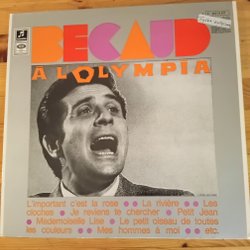 BECAUD
A L'OLYMPIA
L'important c'est la rose ●● La rivière ●● Les
cloches ● Je reviens te chercher ● Petit Jean
● Mademoiselle Lise ● Le petit oiseau de toutes
les couleurs ●● Mes hommes à moi ●● etc.